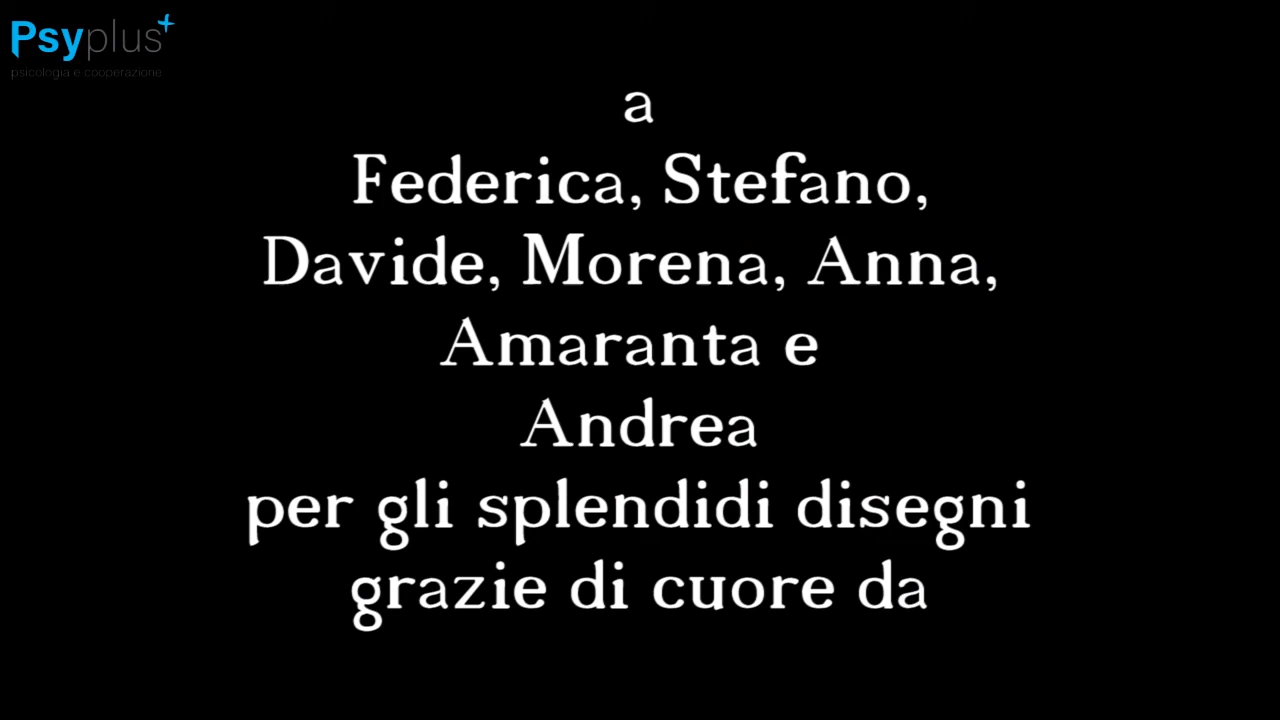 Psyplus+
psicologia e cooperazione
a
Federica, Stefano,
Davide, Morena, Anna,
Amaranta e
Andrea
per gli splendidi disegni
grazie di cuore da